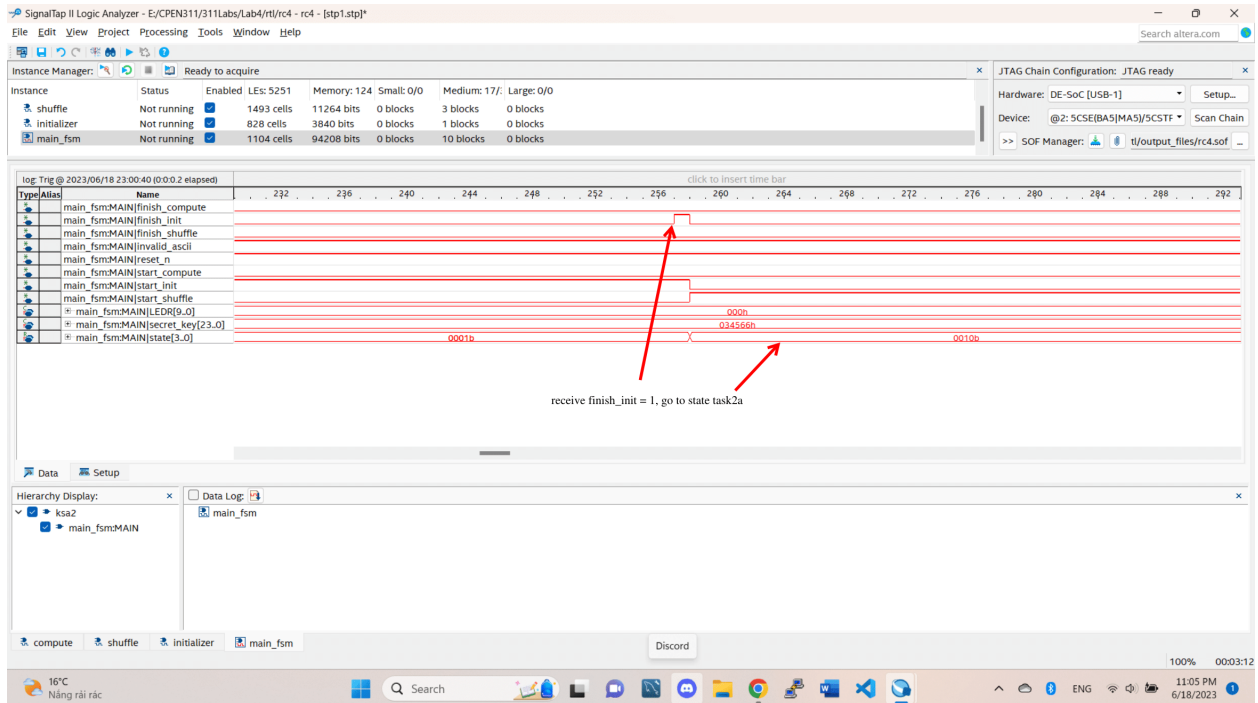 SignalTap II Logic Analyzer - E:/CPEN311/311Labs/Lab4/rtl/rc4 - rc4 - [stp1.stp]*
File Edit View Project Processing Tools Window Help
Search altera.com
Instance Manager: Ready to acquire
Instance Status Enabled LEs: 5251 Memory: 124 Small: 0/0 Medium: 17/ Large: 0/0
shuffle Not running 1493 cells 11264 bits 0 blocks 3 blocks 0 blocks
initializer Not running 828 cells 3840 bits 0 blocks 1 blocks 0 blocks
main_fsm Not running 1104 cells 94208 bits 0 blocks 10 blocks 0 blocks
JTAG Chain Configuration: JTAG ready
Hardware: DE-SoC [USB-1] Setup...
Device: @2: 5CSE(BA5|MA5)/5CSTF Scan Chain
>> SOF Manager: tl/output_files/rc4.sof ...
log: Trig @ 2023/06/18 23:00:40 (0:0:0.2 elapsed) click to insert time bar
Type Alias Name 232 236 240 244 248 252 256 260 264 268 272 276 280 284 288 292
main_fsm:MAIN|finish_compute
main_fsm:MAIN|finish_init
main_fsm:MAIN|finish_shuffle
main_fsm:MAIN|invalid_ascii
main_fsm:MAIN|reset_n
main_fsm:MAIN|start_compute
main_fsm:MAIN|start_init
main_fsm:MAIN|start_shuffle
main_fsm:MAIN|LEDR[9..0] 000h
main_fsm:MAIN|secret_key[23..0] 034566h
main_fsm:MAIN|state[3..0] 0001b 0010b
receive finish_init = 1, go to state task2a
Data Setup
Hierarchy Display:
ksa2
main_fsm:MAIN
Data Log:
main_fsm
compute shuffle initializer main_fsm
Discord
100% 00:03:12
16°C
Nắng rải rác
Search
ENG
11:05 PM
6/18/2023
1